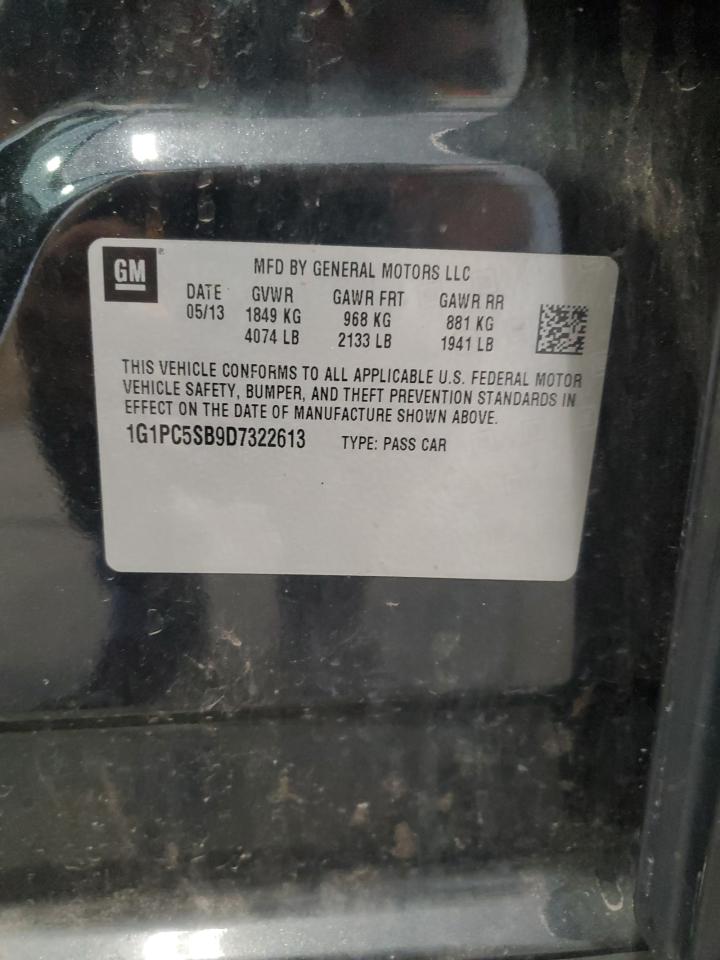 GM®
MFD BY GENERAL MOTORS LLC
DATE GVWR GAWR FRT GAWR RR
05/13 1849 KG 968 KG 881 KG
4074 LB 2133 LB 1941 LB
THIS VEHICLE CONFORMS TO ALL APPLICABLE U.S. FEDERAL MOTOR
VEHICLE SAFETY, BUMPER, AND THEFT PREVENTION STANDARDS IN
EFFECT ON THE DATE OF MANUFACTURE SHOWN ABOVE.
1G1PC5SB9D7322613 TYPE: PASS CAR